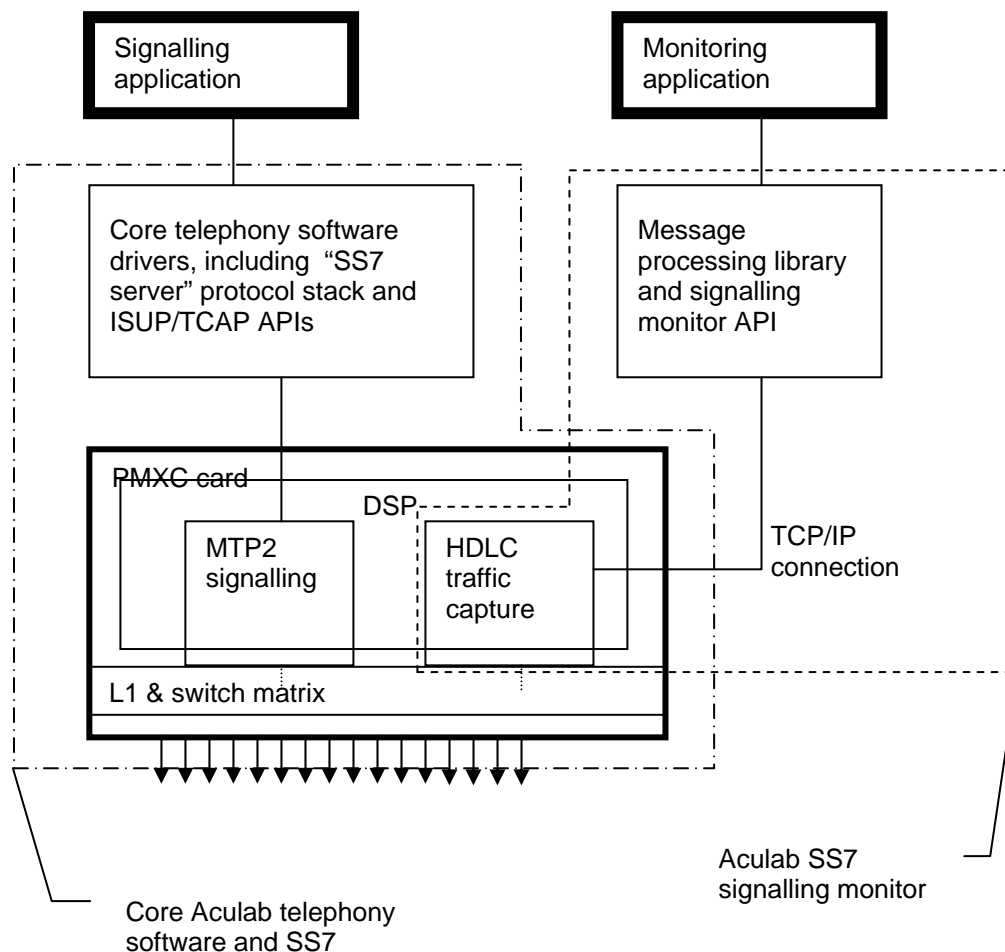 Signalling
application
Monitoring
application
Core telephony software
drivers, including “SS7
server” protocol stack and
ISUP/TCAP APIs
Message
processing library
and signalling
monitor API
PMXC card
DSP
MTP2
signalling
HDLC
traffic
capture
TCP/IP
connection
L1 & switch matrix
Aculab SS7
signalling monitor
Core Aculab telephony
software and SS7